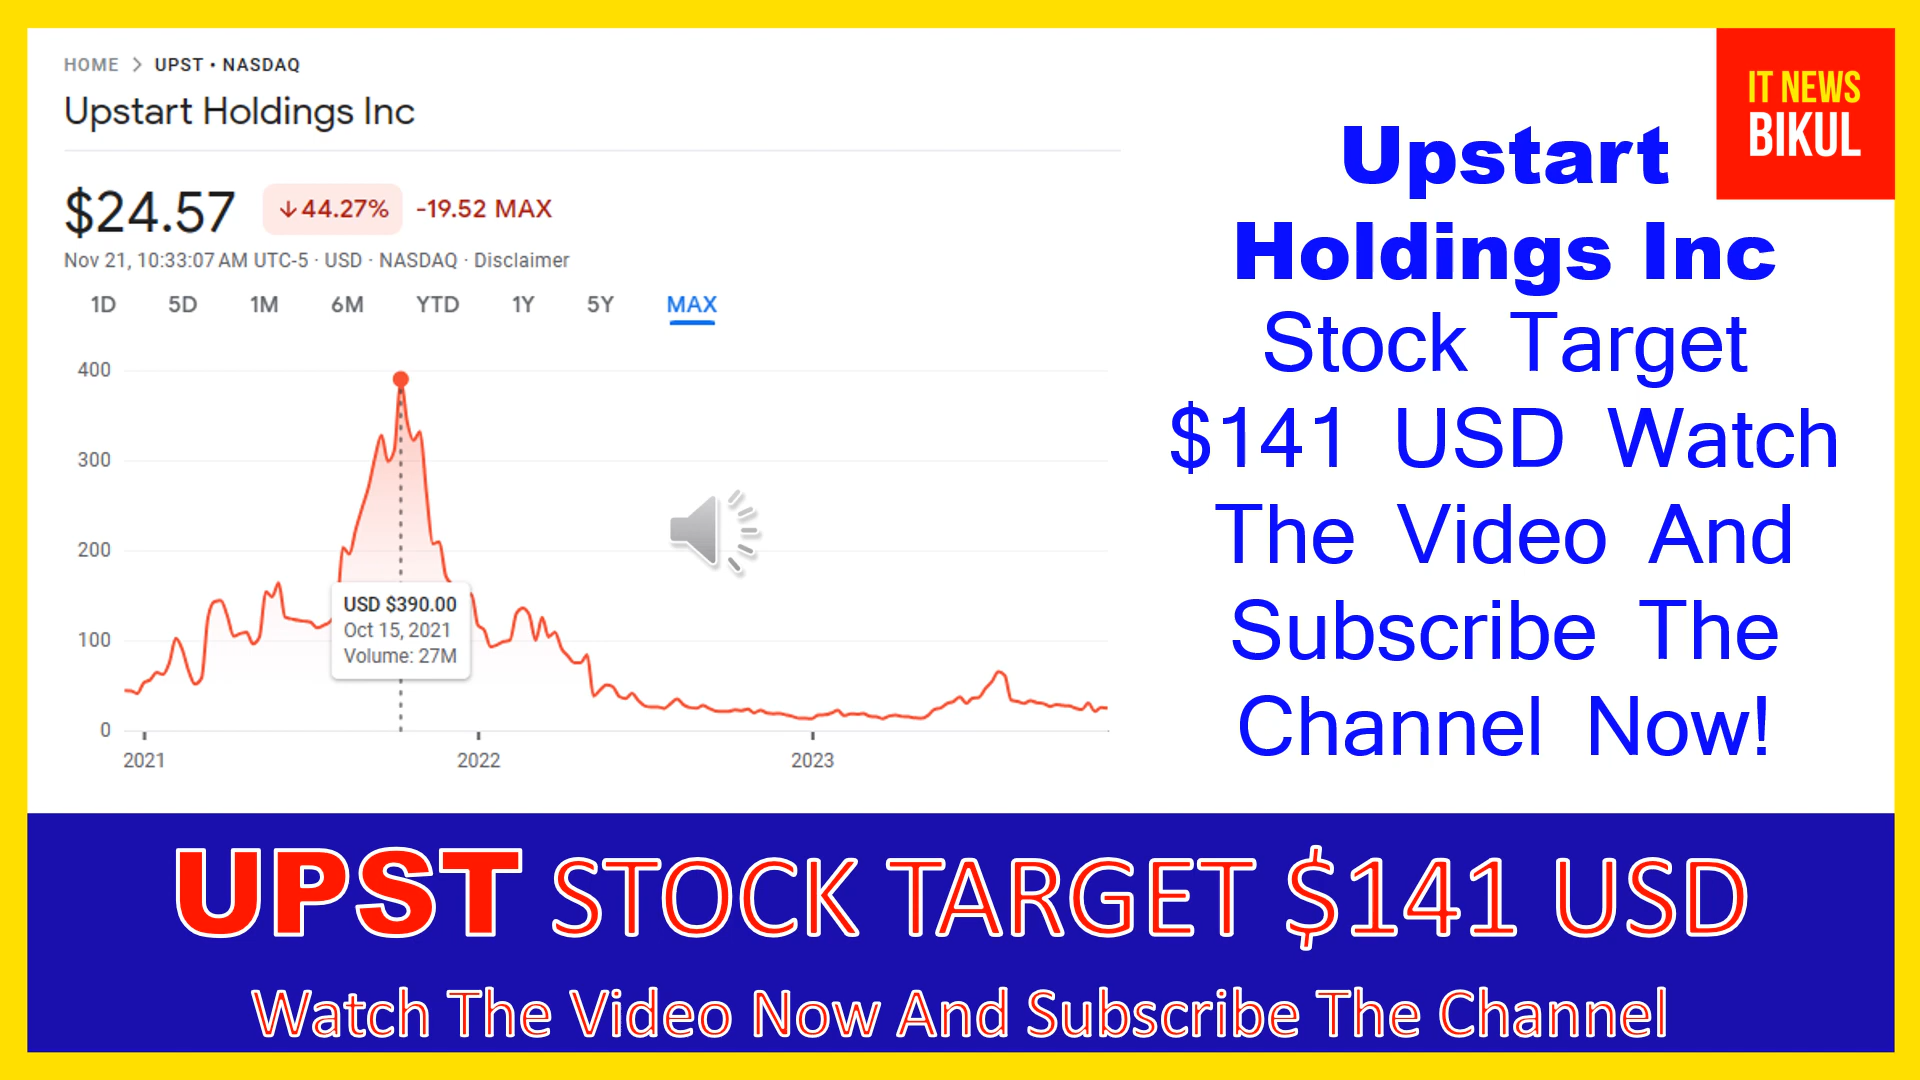 HOME > UPST • NASDAQ
Upstart Holdings Inc
$24.57 ↓44.27% -19.52 MAX
Nov 21, 10:33:07 AM UTC-5 · USD · NASDAQ · Disclaimer
1D 5D 1M 6M YTD 1Y 5Y MAX
400
300
200
100
0
USD $390.00
Oct 15, 2021
Volume: 27M
2021 2022 2023
IT NEWS
BIKUL
Upstart
Holdings Inc
Stock Target
$141 USD Watch
The Video And
Subscribe The
Channel Now!
UPST STOCK TARGET $141 USD
Watch The Video Now And Subscribe The Channel